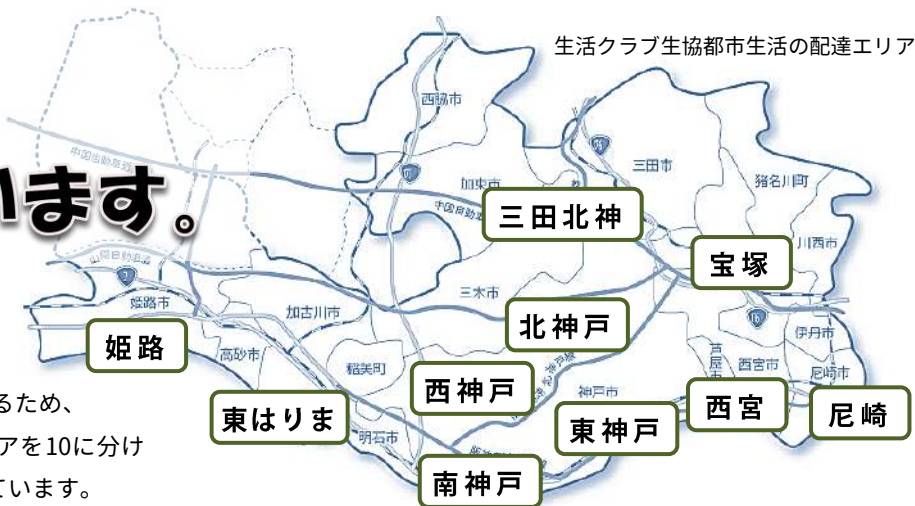 生活クラブ生協都市生活の配達エリア
西脇市
三田市
猪名川町
中国自動車道
加東市
中国自動車
います。
三田北神
川西市
宝塚
山陽自動車道
2
姫路市
加古川市
三木市
北神戸
伊丹市
姫路
高砂市
稲美町
芦屋市
西宮市
尼崎市
西神戸
神戸市
るため、
東はりま
明石市
東神戸
西宮
尼崎
アを10に分け
南神戸
ています。